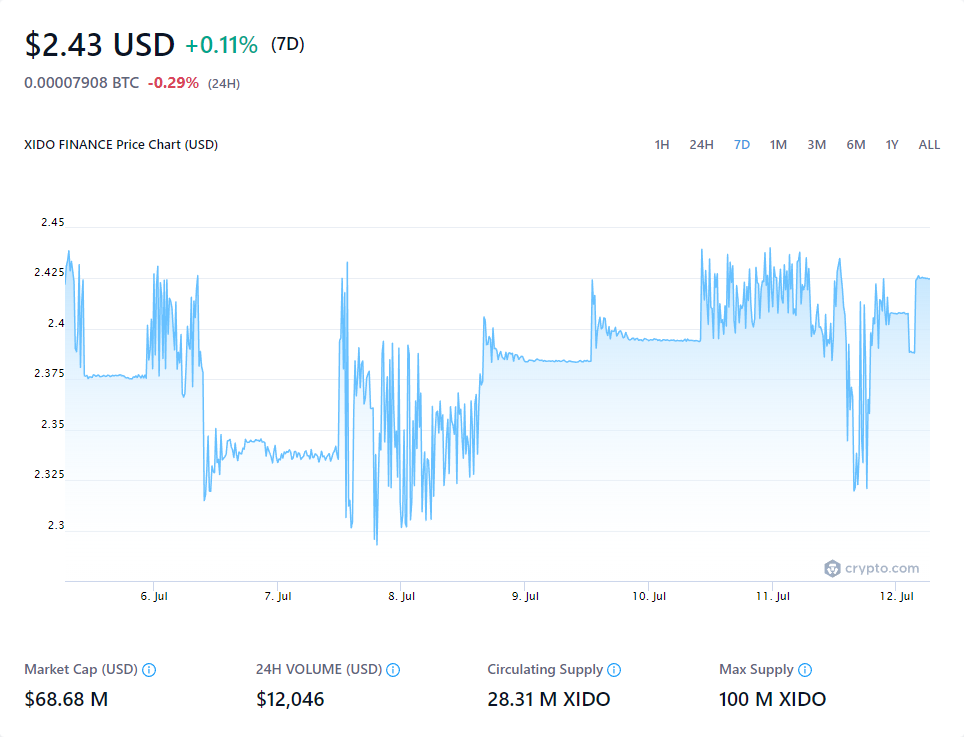 $2.43 USD +0.11% (7D)
0.00007908 BTC -0.29% (24H)
XIDO FINANCE Price Chart (USD) 1H 24H 7D 1M 3M 6M 1Y ALL
2.45
2.425
2.4
2.375
2.35
2.325
2.3
crypto.com
6. Jul 7. Jul 8. Jul 9. Jul 10. Jul 11. Jul 12. Jul
Market Cap (USD) 24H VOLUME (USD) Circulating Supply Max Supply
$68.68 M $12,046 28.31 M XIDO 100 M XIDO